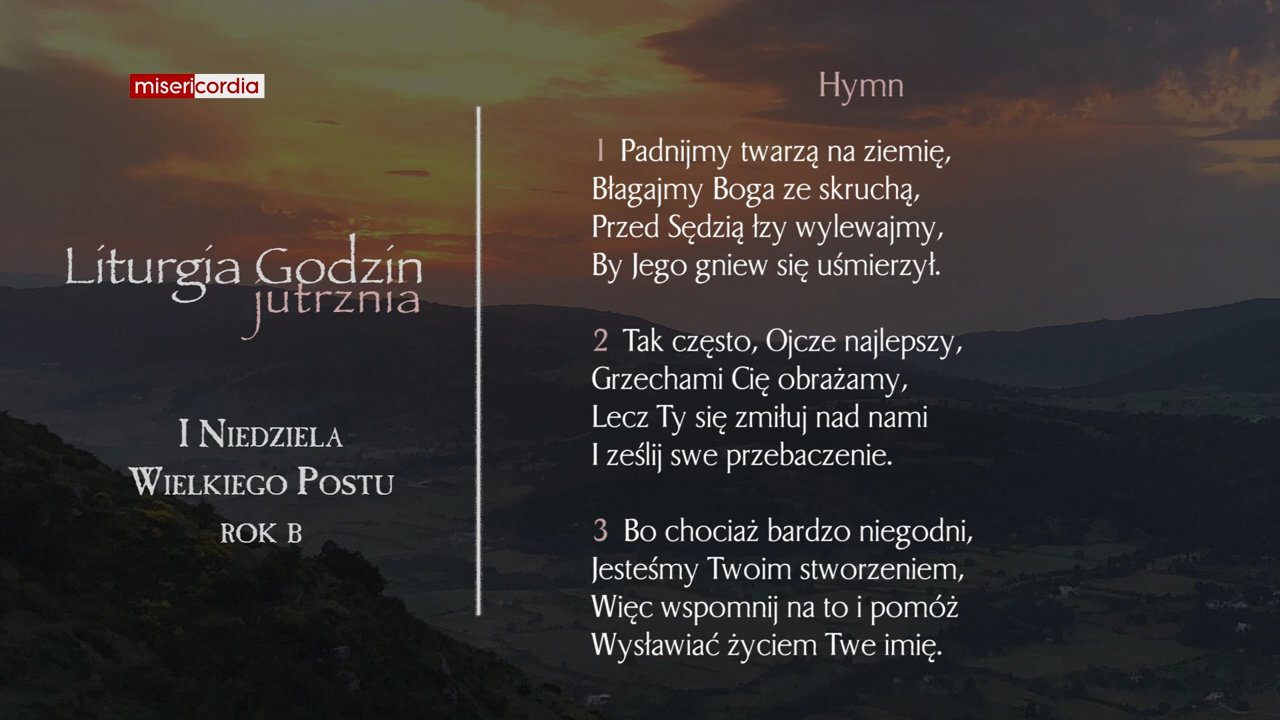 misericordia
Liturgia Godzin
jutrznia
I Niedziela
Wielkiego Postu
rok B
Hymn
1 Padnijmy twarzą na ziemię,
Błagajmy Boga ze skruchą,
Przed Sędzią łzy wylewajmy,
By Jego gniew się uśmierzył.
2 Tak często, Ojcze najlepszy,
Grzechami Cię obrażamy,
Lecz Ty się zmiłuj nad nami
I ześlij swe przebaczenie.
3 Bo chociaż bardzo niegodni,
Jesteśmy Twoim stworzeniem,
Więc wspomnij na to i pomóż
Wysławiać życiem Twe imię.